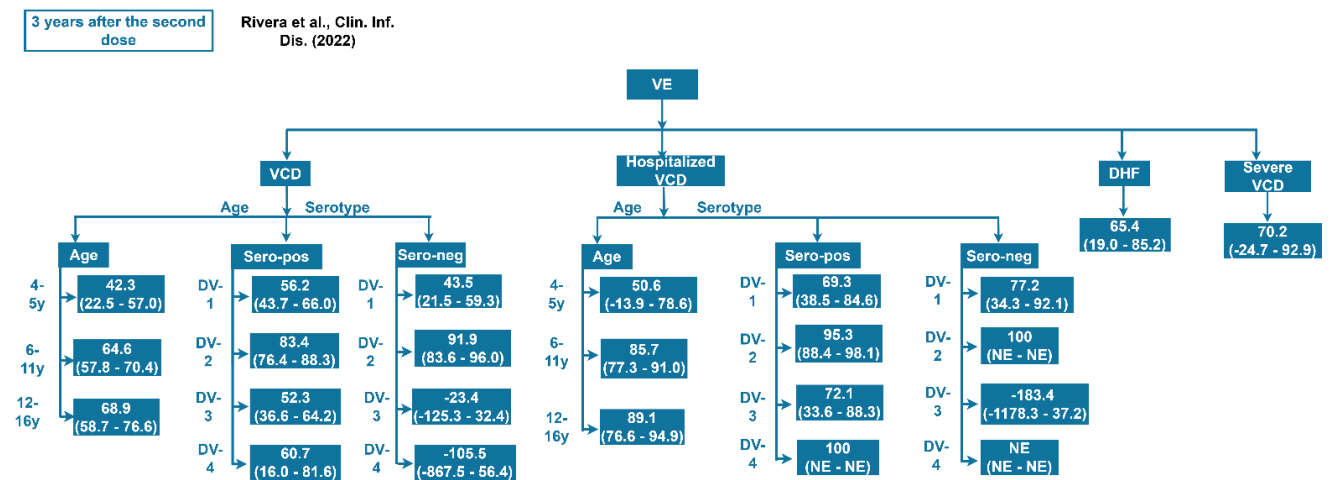 3 years after the second
dose
Rivera et al., Clin. Inf.
Dis. (2022)
VE
VCD
Hospitalized
VCD
DHF
Severe
VCD
Age
Serotype
Age
Serotype
65.4
(19.0 - 85.2)
70.2
(-24.7 - 92.9)
Age
Sero-pos
Sero-neg
Age
Sero-pos
Sero-neg
4-
5y
42.3
(22.5 - 57.0)
DV-
1
56.2
(43.7 - 66.0)
DV-
1
43.5
(21.5 - 59.3)
4-
5y
50.6
(-13.9 - 78.6)
DV-
1
69.3
(38.5 - 84.6)
DV-
1
77.2
(34.3 - 92.1)
6-
11y
64.6
(57.8 - 70.4)
DV-
2
83.4
(76.4 - 88.3)
DV-
2
91.9
(83.6 - 96.0)
6-
11y
85.7
(77.3 - 91.0)
DV-
2
95.3
(88.4 - 98.1)
DV-
2
100
(NE - NE)
12-
16y
68.9
(58.7 - 76.6)
DV-
3
52.3
(36.6 - 64.2)
DV-
3
-23.4
(-125.3 - 32.4)
12-
16y
89.1
(76.6 - 94.9)
DV-
3
72.1
(33.6 - 88.3)
DV-
3
-183.4
(-1178.3 - 37.2)
DV-
4
60.7
(16.0 - 81.6)
DV-
4
-105.5
(-867.5 - 56.4)
DV-
4
100
(NE - NE)
DV-
4
NE
(NE - NE)